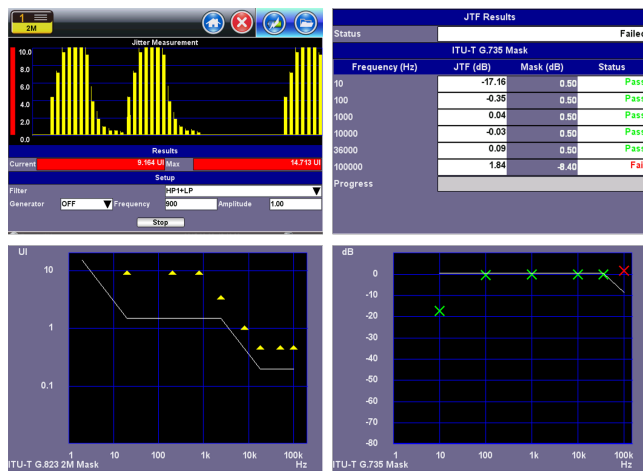 1
2M
Jitter Measurement
10.0
8.0
6.0
4.0
2.0
0.0
Results
Current 9.164 UI Max 14.713 UI
Setup
Filter HP1+LP
Generator OFF Frequency 900 Amplitude 1.00
Stop
JTF Results
Status Failed
ITU-T G.735 Mask
Frequency (Hz) JTF (dB) Mask (dB) Status
10 -17.16 0.50 Pass
100 -0.35 0.50 Pass
1000 0.04 0.50 Pass
10000 -0.03 0.50 Pass
36000 0.09 0.50 Pass
100000 1.84 -8.40 Fail
Progress
UI
10
1
0.1
1 10 100 1k 10k 100k
ITU-T G.823 2M Mask Hz
dB
0
-10
-20
-30
-40
-50
-60
-70
-80
1 10 100 1k 10k 100k
ITU-T G.735 Mask Hz